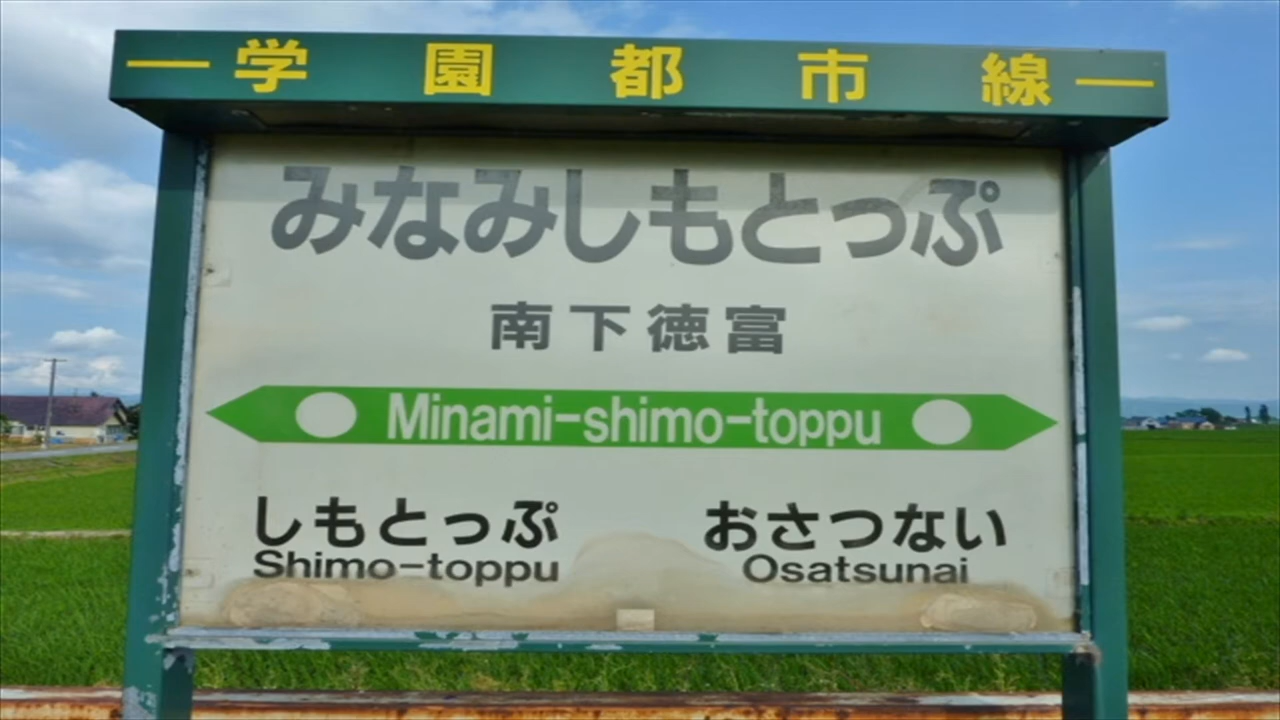 学園都市線
みなみしもとっぷ
南下徳富
Minami-shimo-toppu
しもとっぷ おさつない
Shimo-toppu Osatsunai